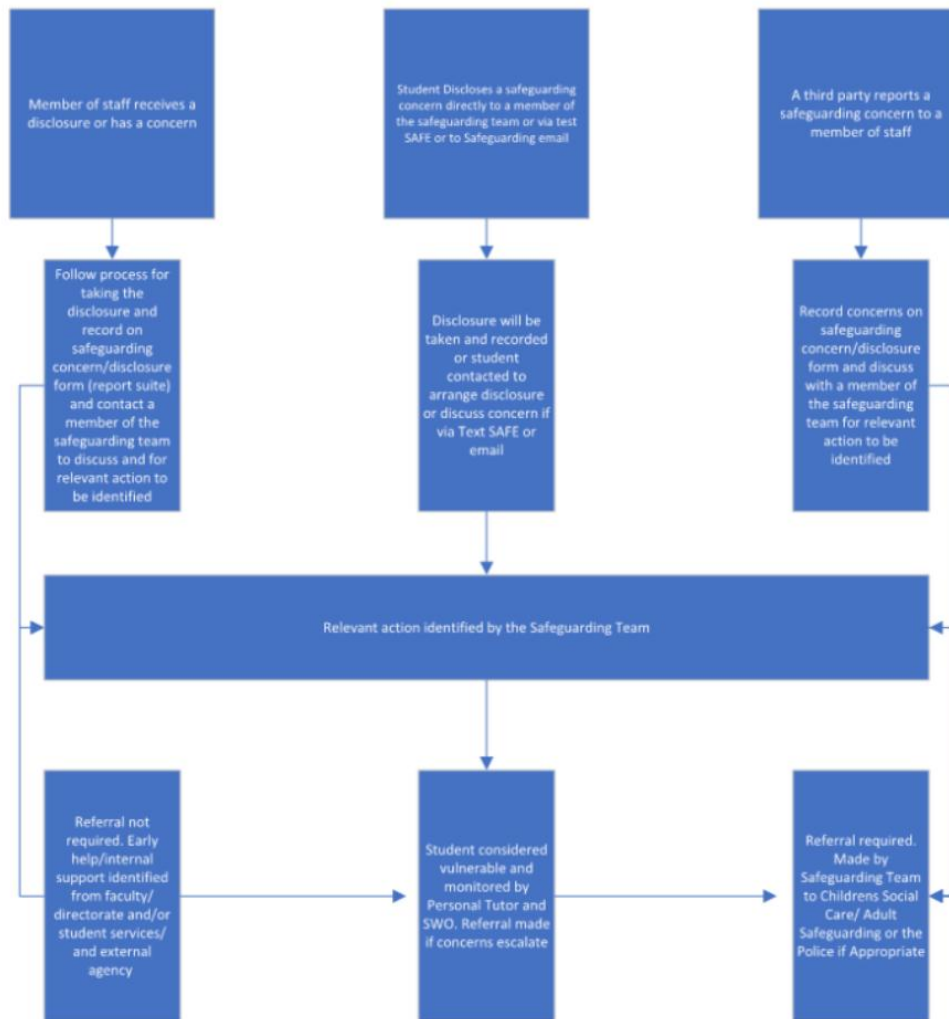 Member of staff receives a
disclosure or has a concern
Student Discloses a safeguarding
concern directly to a member of
the safeguarding team or via test
SAFE or to Safeguarding email
A third party reports a
safeguarding concern to a
member of staff
Follow process for
taking the
disclosure and
record on
safeguarding
concern/disclosure
form (report suite)
and contact a
member of the
safeguarding team
to discuss and for
relevant action to
be identified
Disclosure will be
taken and recorded
or student
contacted to
arrange disclosure
or discuss concern if
via Text SAFE or
email
Record concerns on
safeguarding
concern/disclosure
form and discuss
with a member of
the safeguarding
team for relevant
action to be
identified
Relevant action identified by the Safeguarding Team
Referral not
required. Early
help/internal
support identified
from faculty/
directorate and/or
student services/
and external
agency
Student considered
vulnerable and
monitored by
Personal Tutor and
SWO. Referral made
if concerns escalate
Referral required.
Made by
Safeguarding Team
to Childrens Social
Care/ Adult
Safeguarding or the
Police if Appropriate